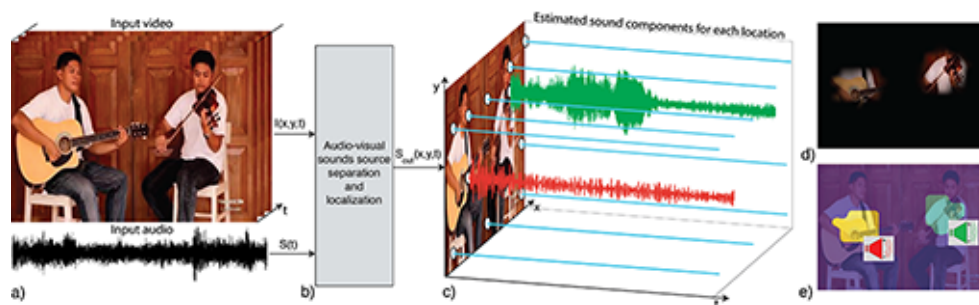 Input video
I(x,y;t)
t
Input audio
S(t)
a)
b)
Audio-visual
sounds source
separation
and
localization
S_out(x,y,t)
c)
Estimated sound components for each location
y
x
d)
e)